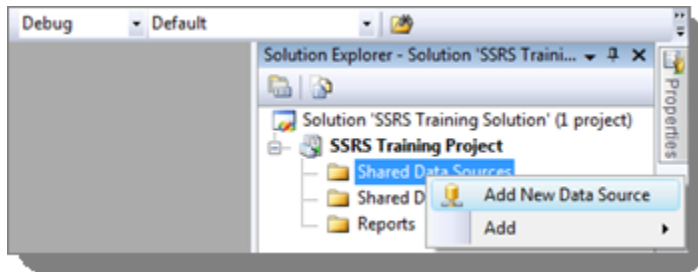 Debug Default
Solution Explorer - Solution 'SSRS Traini...
Properties
Solution 'SSRS Training Solution' (1 project)
SSRS Training Project
Shared Data Sources
Shared D
Reports
Add New Data Source
Add